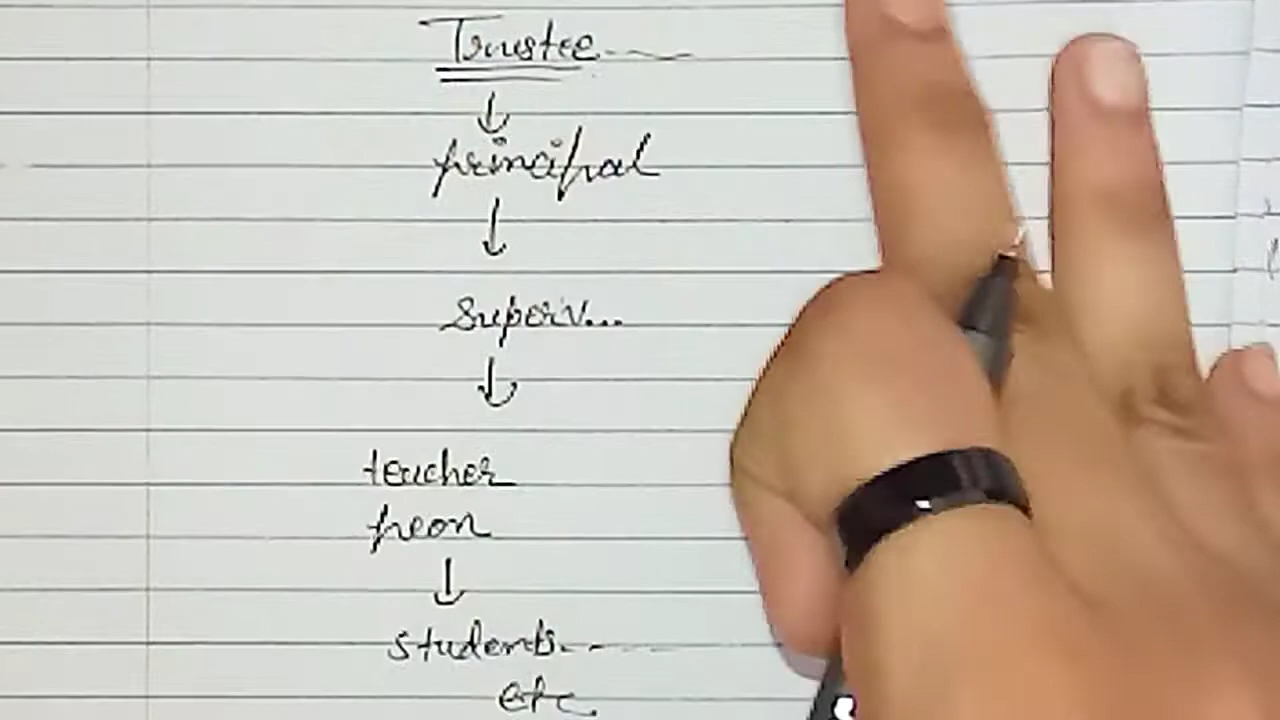 Trustee
↓
principal
↓
superv...
↓
teacher
peon
↓
students...
etc